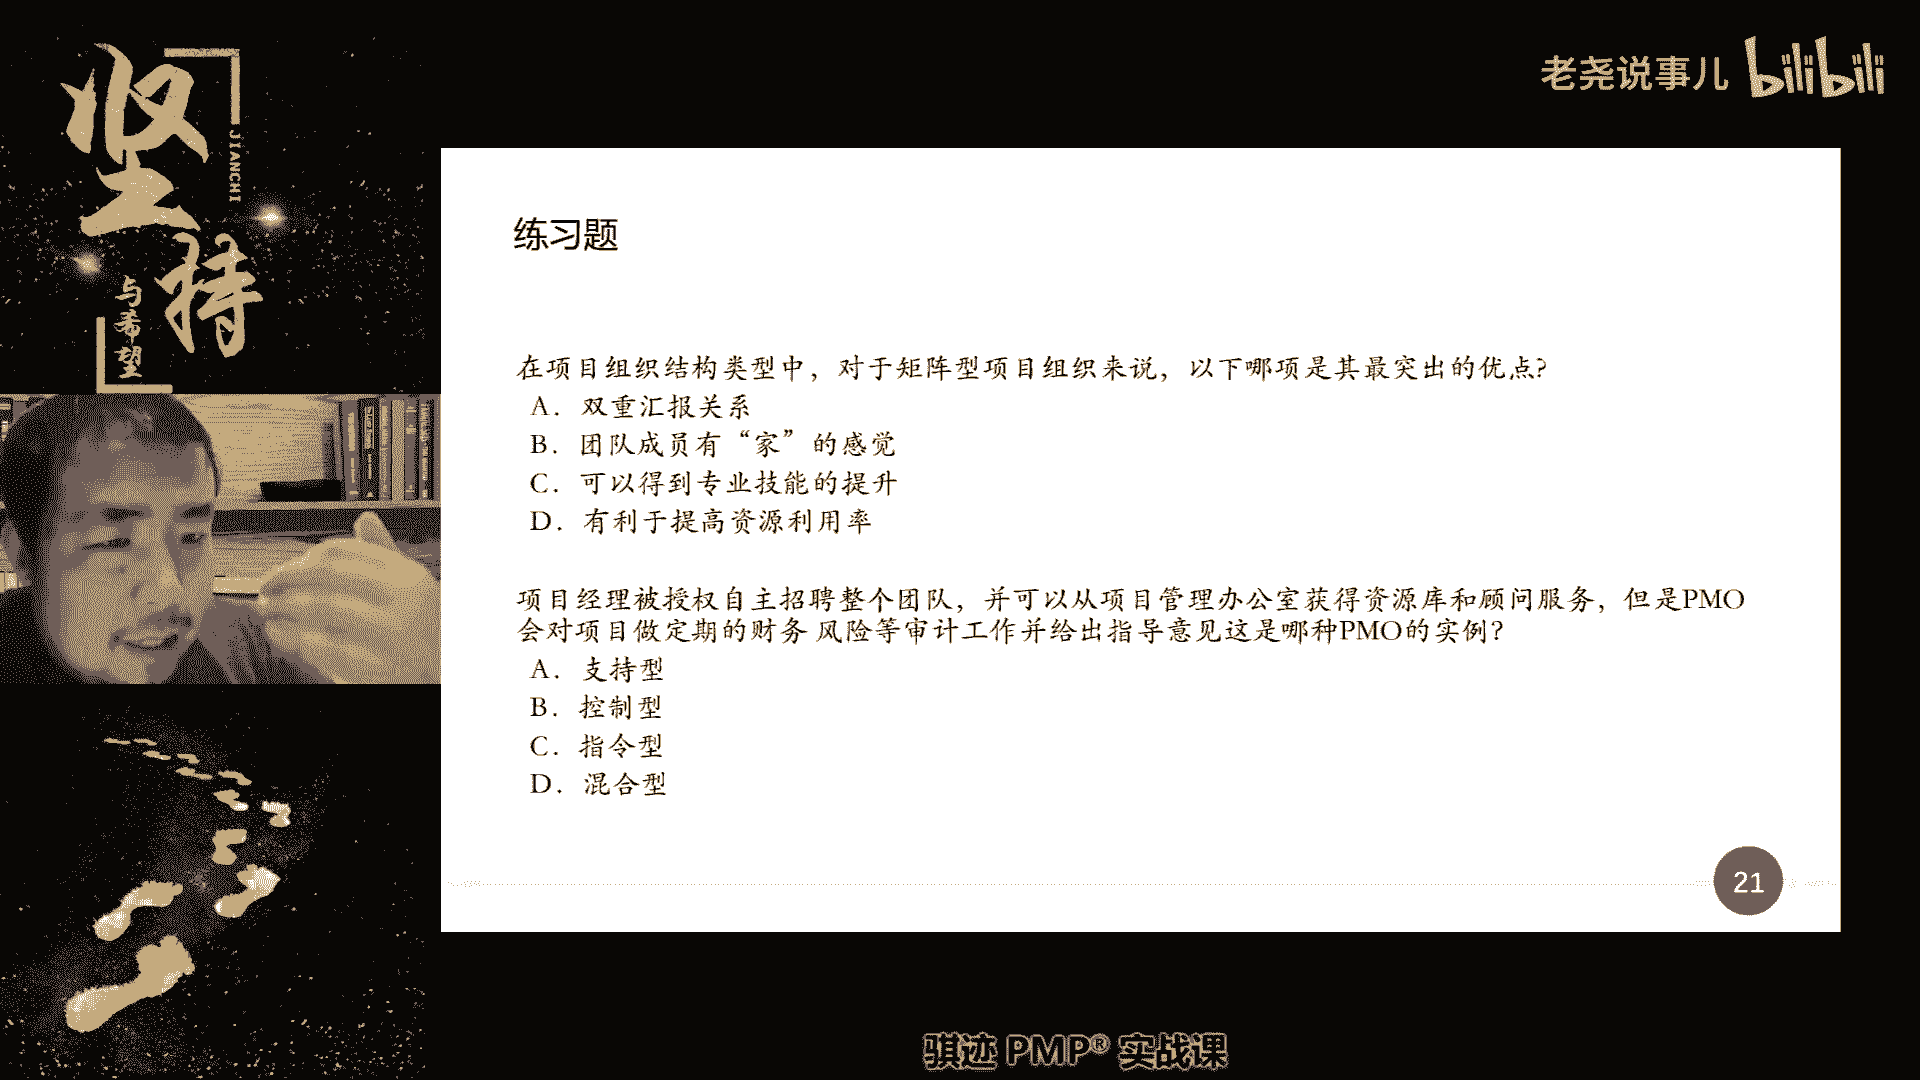 坚持
JIANCHI
与希望
老尧说事儿 bilibili
练习题
在项目组织结构类型中，对于矩阵型项目组织来说，以下哪项是其最突出的优点?
A. 双重汇报关系
B. 团队成员有“家”的感觉
C. 可以得到专业技能的提升
D. 有利于提高资源利用率
项目经理被授权自主招聘整个团队，并可以从项目管理办公室获得资源库和顾问服务，但是PMO
会对项目做定期的财务 风险等审计工作并给出指导意见这是哪种PMO的实例?
A. 支持型
B. 控制型
C. 指令型
D. 混合型
21
骐迹 PMP® 实战课